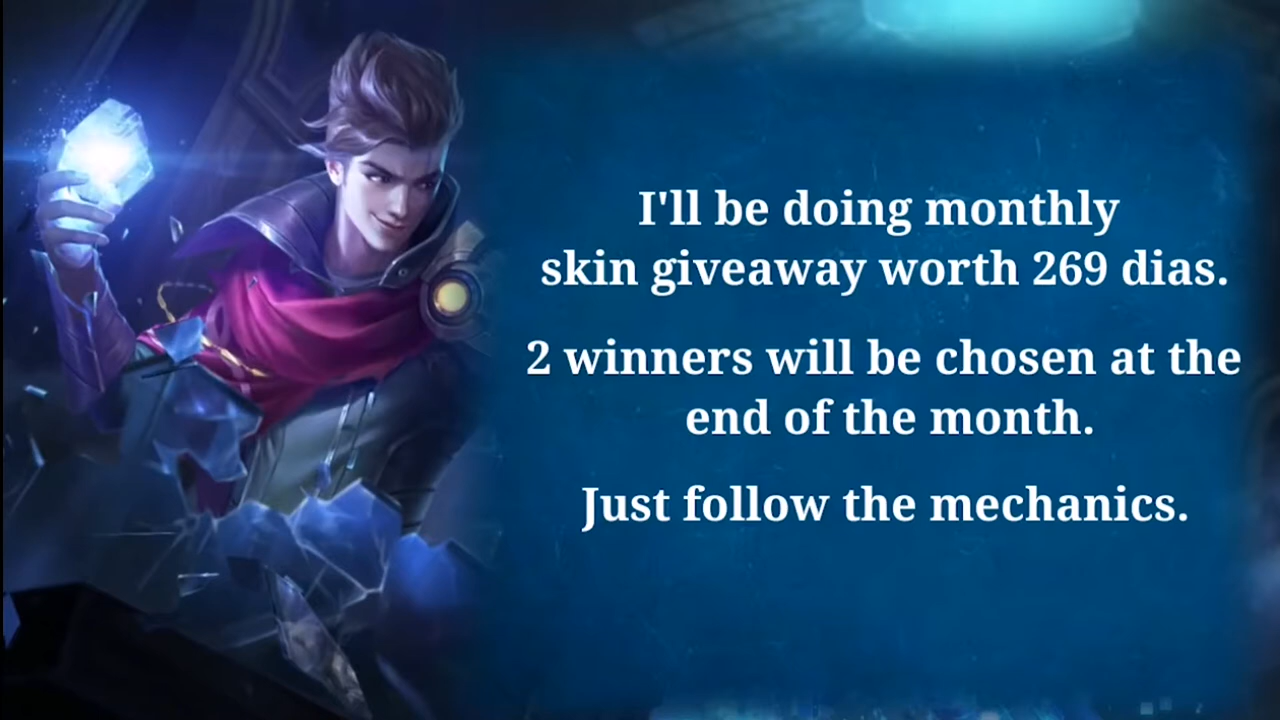 I'll be doing monthly
skin giveaway worth 269 dias.
2 winners will be chosen at the
end of the month.
Just follow the mechanics.